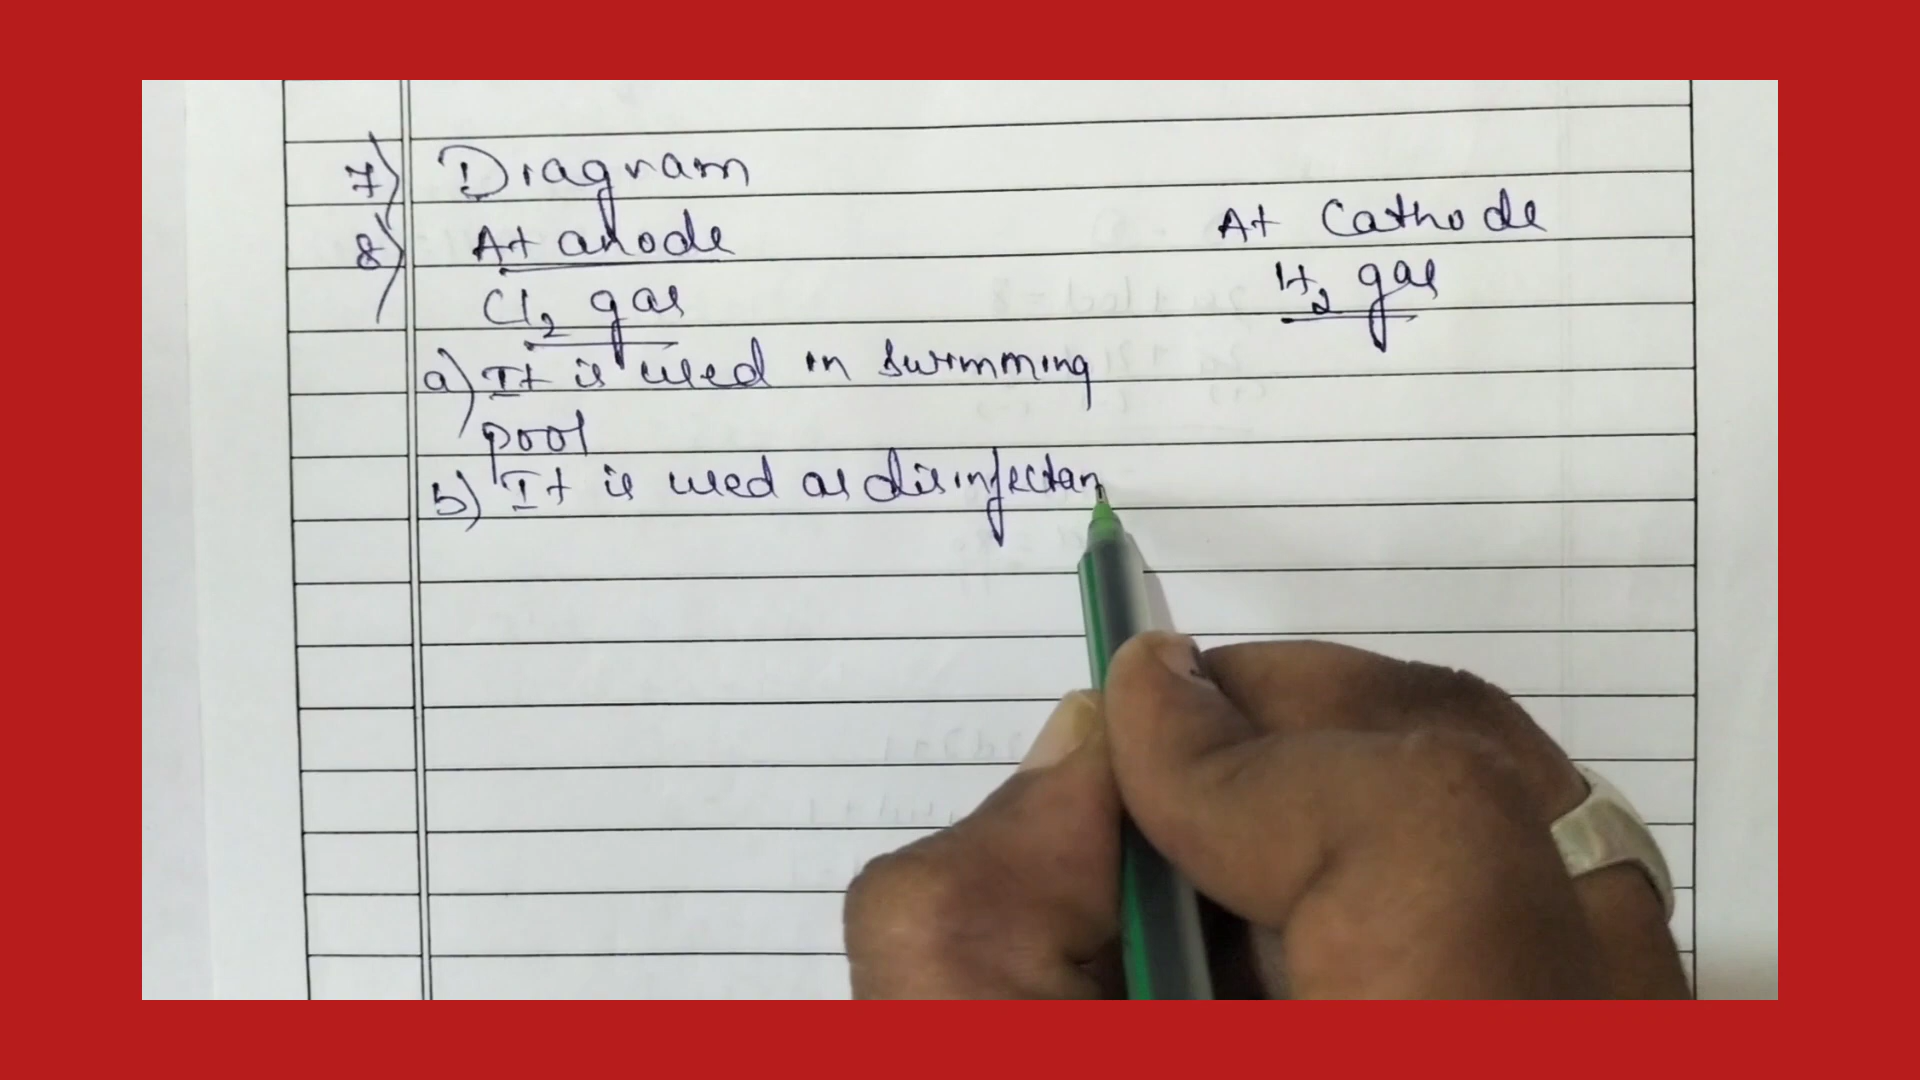 7) Diagram
8) At anode At Cathode
Cl2 gas H2 gas
a) It is used in swimming
pool
b) It is used as disinfectan